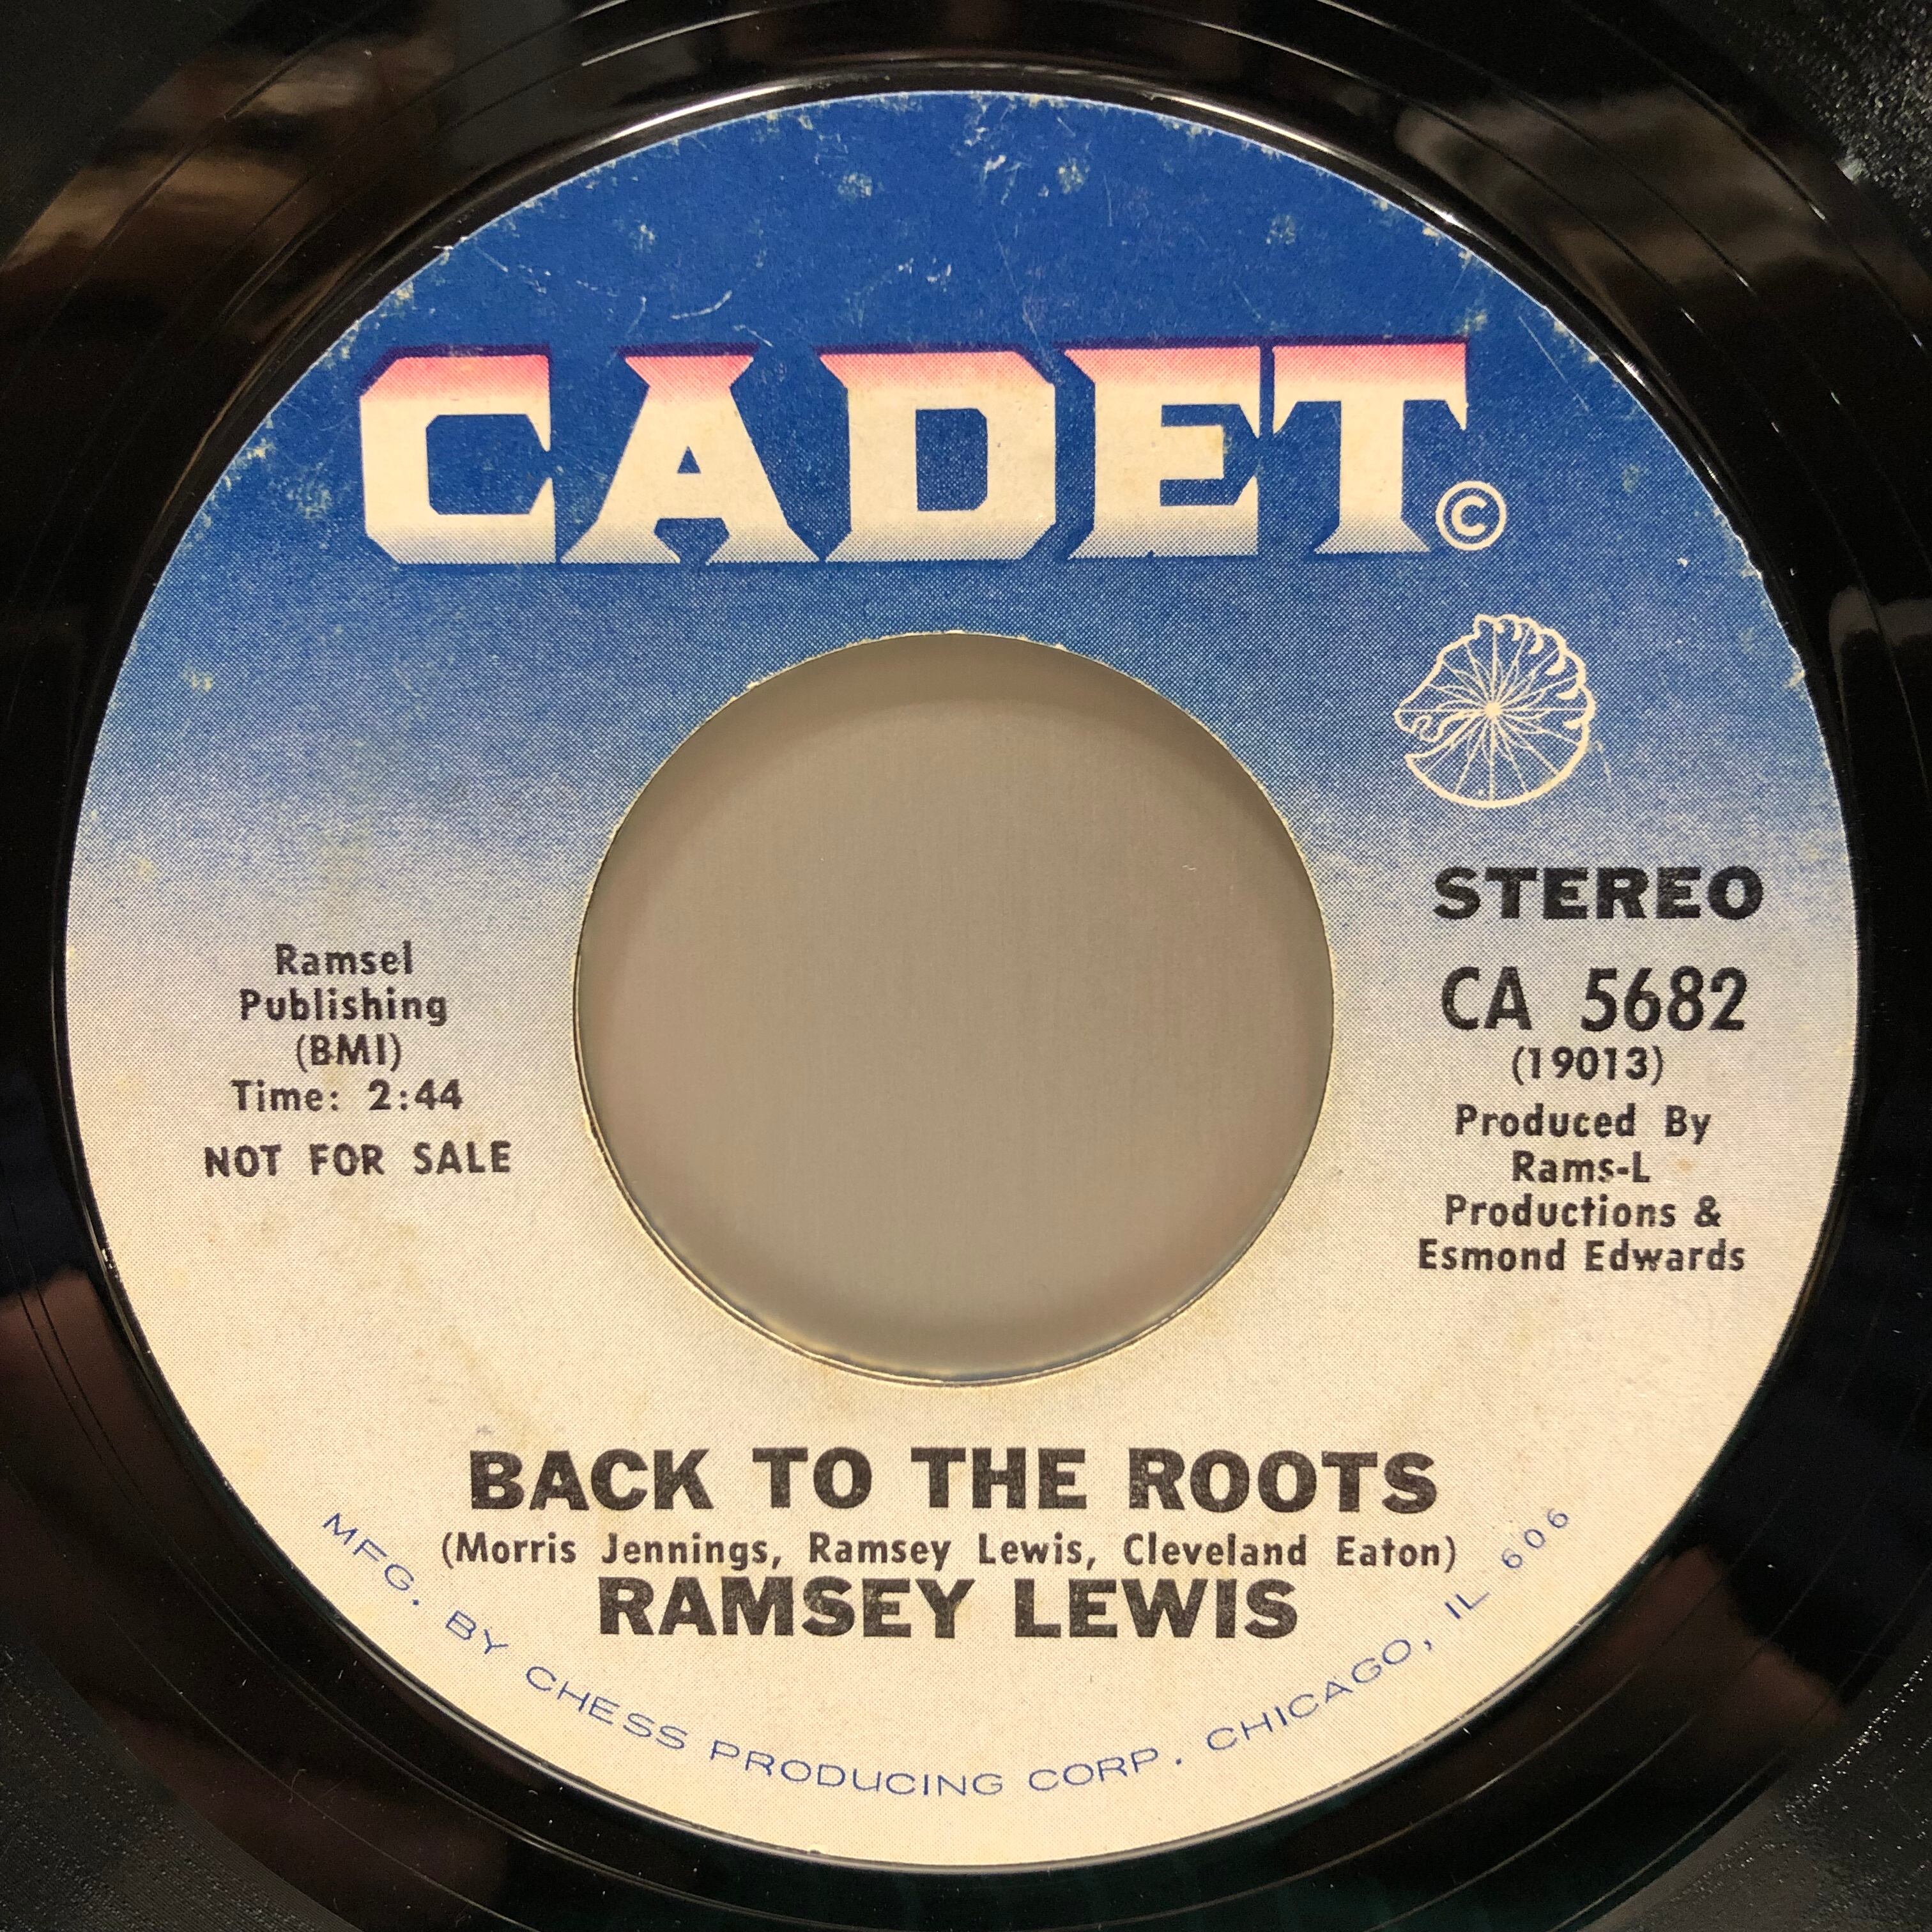 CADET©
Ramsel
Publishing
(BMI)
Time: 2:44
NOT FOR SALE
STEREO
CA 5682
(19013)
Produced By
Rams-L
Productions &
Esmond Edwards
BACK TO THE ROOTS
(Morris Jennings, Ramsey Lewis, Cleveland Eaton)
RAMSEY LEWIS
MFG. BY CHESS PRODUCING CORP. CHICAGO, IL 606